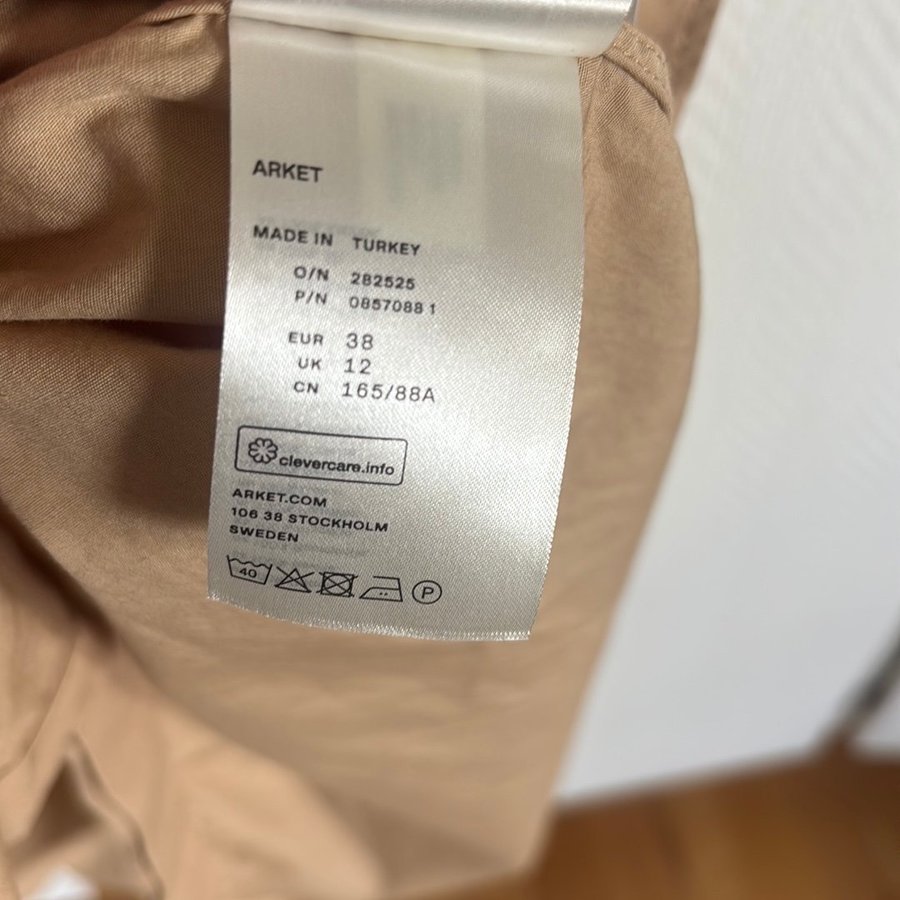 ARKET
MADE IN TURKEY
O/N 282525
P/N 0857088 1
EUR 38
UK 12
CN 165/88A
clevercare.info
ARKET.COM
106 38 STOCKHOLM
SWEDEN
40 P